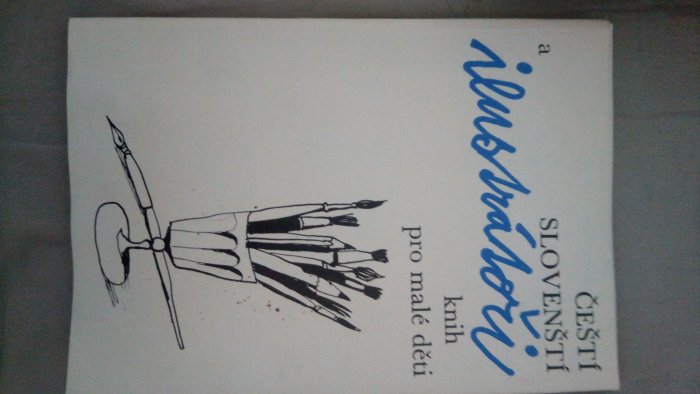 ČEŠTÍ
a SLOVENŠTÍ
ilustrátoři
knih
pro malé děti